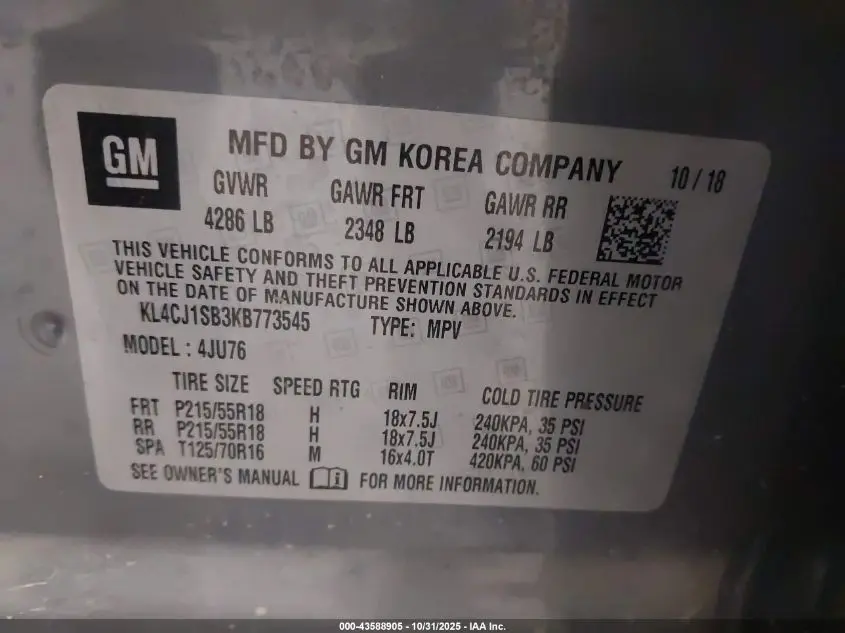 GM
MFD BY GM KOREA COMPANY 10 / 18
GVWR GAWR FRT GAWR RR
4286 LB 2348 LB 2194 LB
THIS VEHICLE CONFORMS TO ALL APPLICABLE U.S. FEDERAL MOTOR
VEHICLE SAFETY AND THEFT PREVENTION STANDARDS IN EFFECT
ON THE DATE OF MANUFACTURE SHOWN ABOVE.
KL4CJ1SB3KB773545 TYPE: MPV
MODEL : 4JU76
TIRE SIZE SPEED RTG RIM COLD TIRE PRESSURE
FRT P215/55R18 H 18x7.5J 240KPA, 35 PSI
RR P215/55R18 H 18x7.5J 240KPA, 35 PSI
SPA T125/70R16 M 16x4.0T 420KPA, 60 PSI
SEE OWNER'S MANUAL i FOR MORE INFORMATION.
000-43588905 - 10/31/2025 - IAA Inc.